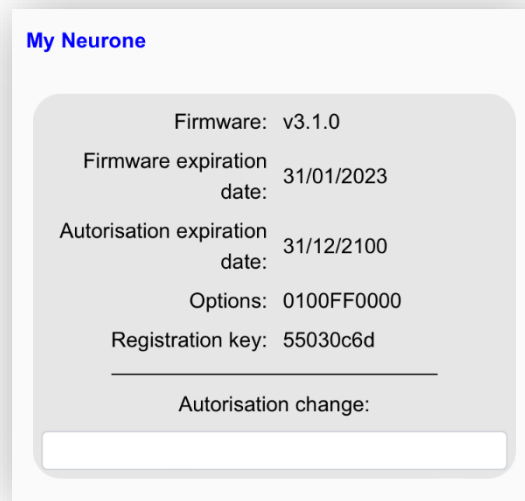 My Neurone
Firmware: v3.1.0
Firmware expiration
date: 31/01/2023
Autorisation expiration
date: 31/12/2100
Options: 0100FF0000
Registration key: 55030c6d
Autorisation change: